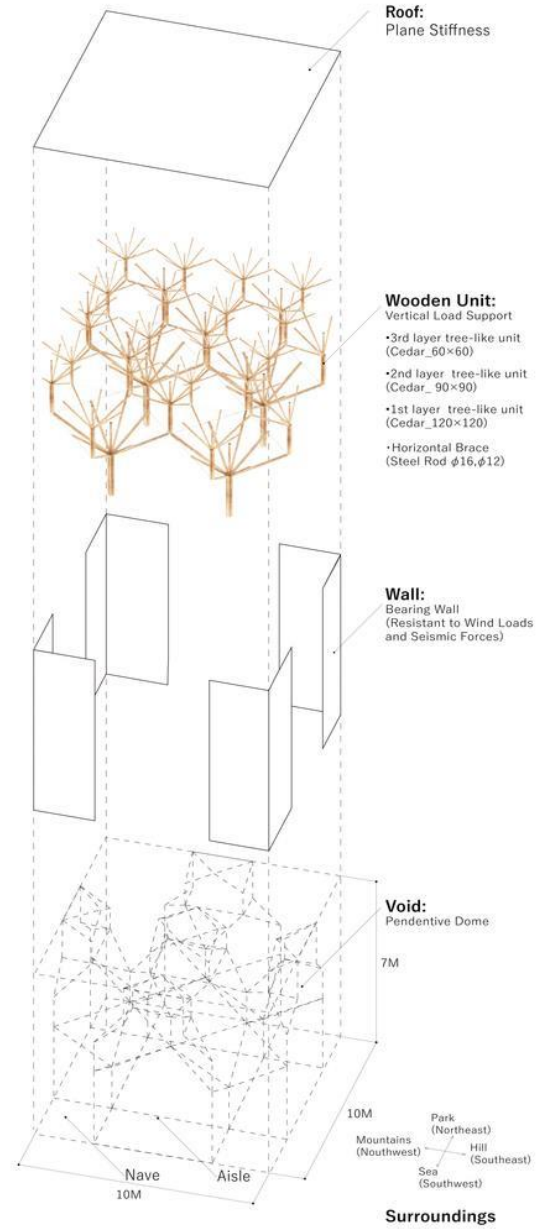 Roof:
Plane Stiffness
Wooden Unit:
Vertical Load Support
•3rd layer tree-like unit
(Cedar_60×60)
•2nd layer tree-like unit
(Cedar_ 90×90)
•1st layer tree-like unit
(Cedar_120×120)
・Horizontal Brace
(Steel Rod φ16,φ12)
Wall:
Bearing Wall
(Resistant to Wind Loads
and Seismic Forces)
Void:
Pendentive Dome
7M
10M
Nave
Aisle
10M
Park
(Northeast)
Mountains
(Nouthwest)
Hill
(Southeast)
Sea
(Southwest)
Surroundings